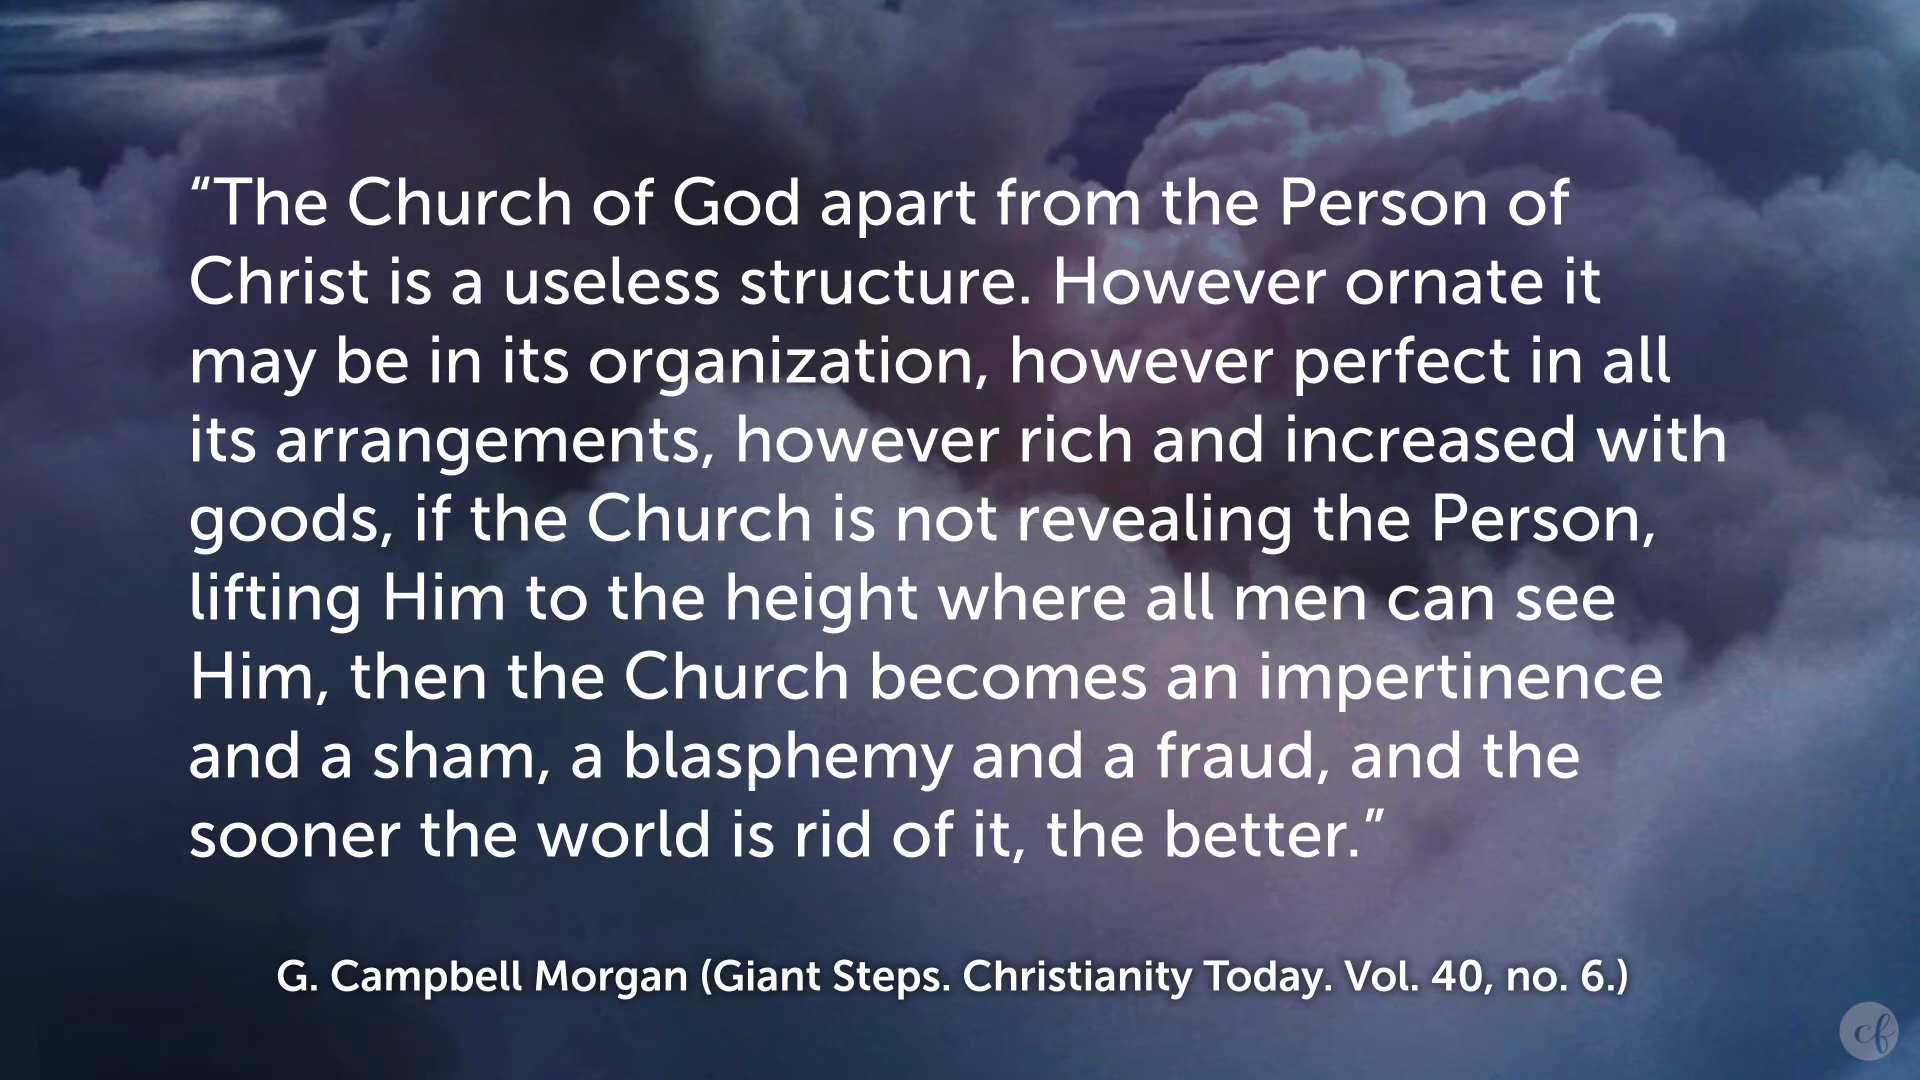 “The Church of God apart from the Person of
Christ is a useless structure. However ornate it
may be in its organization, however perfect in all
its arrangements, however rich and increased with
goods, if the Church is not revealing the Person,
lifting Him to the height where all men can see
Him, then the Church becomes an impertinence
and a sham, a blasphemy and a fraud, and the
sooner the world is rid of it, the better.”
G. Campbell Morgan (Giant Steps. Christianity Today. Vol. 40, no. 6.)
cf